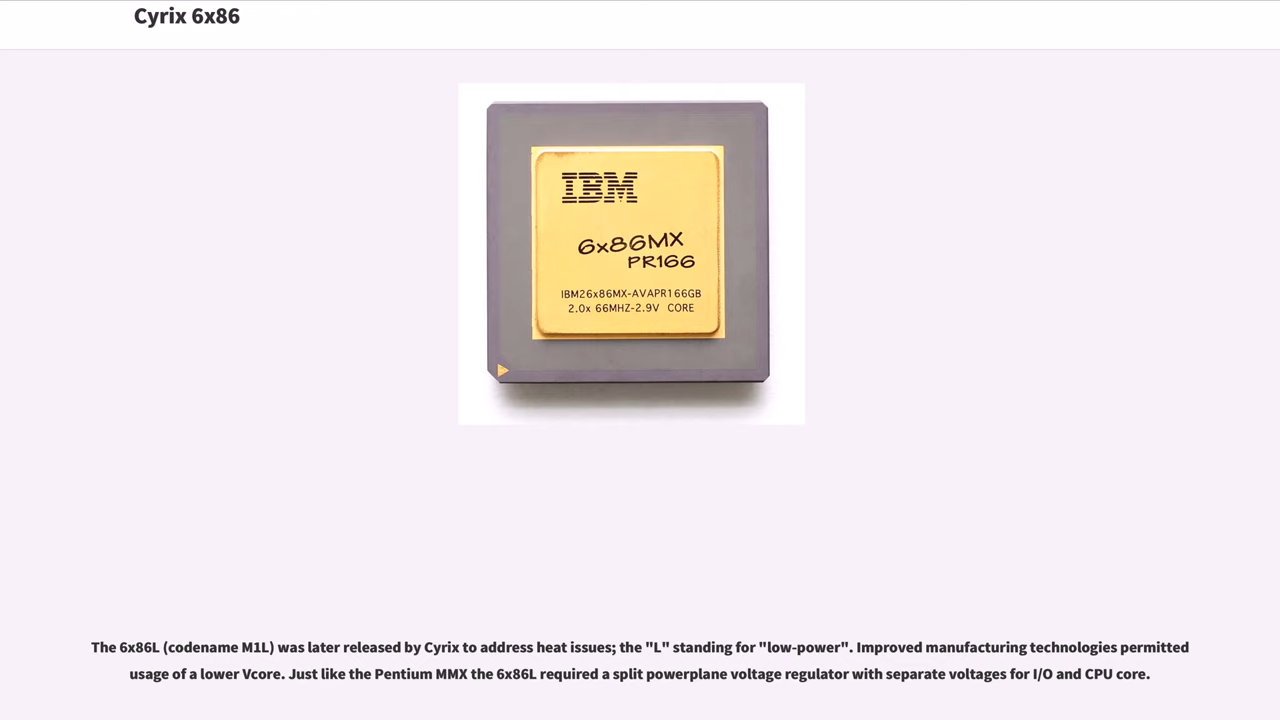 Cyrix 6x86
IBM
6x86MX
PR166
IBM26x86MX-AVAPR166GB
2.0x 66MHZ-2.9V CORE
The 6x86L (codename M1L) was later released by Cyrix to address heat issues; the "L" standing for "low-power". Improved manufacturing technologies permitted
usage of a lower Vcore. Just like the Pentium MMX the 6x86L required a split powerplane voltage regulator with separate voltages for I/O and CPU core.